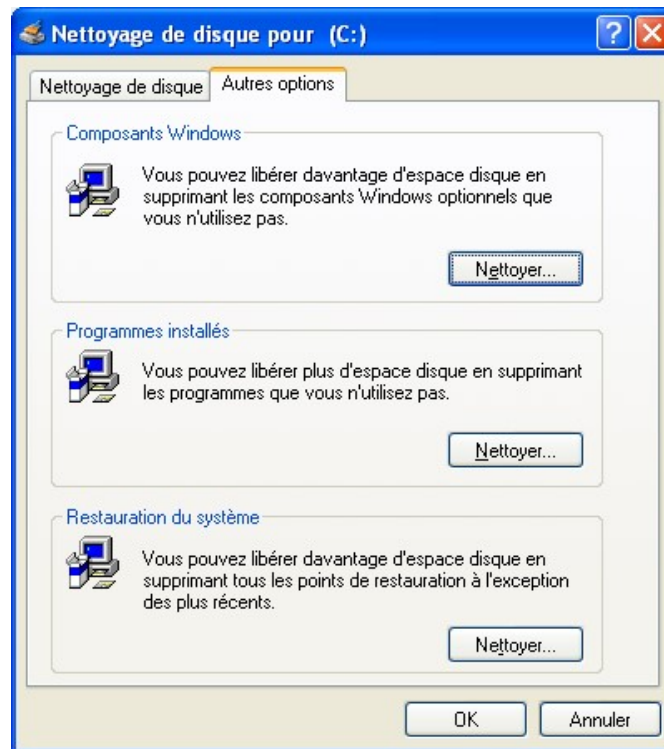 Nettoyage de disque pour (C:)
Nettoyage de disque
Autres options
Composants Windows
Vous pouvez libérer davantage d'espace disque en
supprimant les composants Windows optionnels que
vous n'utilisez pas.
Nettoyer...
Programmes installés
Vous pouvez libérer plus d'espace disque en supprimant
les programmes que vous n'utilisez pas.
Nettoyer...
Restauration du système
Vous pouvez libérer davantage d'espace disque en
supprimant tous les points de restauration à l'exception
des plus récents.
Nettoyer...
OK
Annuler